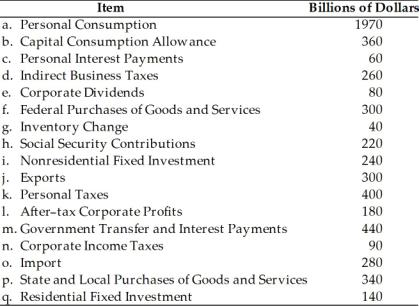 Item Billions of Dollars
a. Personal Consumption 1970
b. Capital Consumption Allowance 360
c. Personal Interest Payments 60
d. Indirect Business Taxes 260
e. Corporate Dividends 80
f. Federal Purchases of Goods and Services 300
g. Inventory Change 40
h. Social Security Contributions 220
i. Nonresidential Fixed Investment 240
j. Exports 300
k. Personal Taxes 400
l. After-tax Corporate Profits 180
m. Government Transfer and Interest Payments 440
n. Corporate Income Taxes 90
o. Import 280
p. State and Local Purchases of Goods and Services 340
q. Residential Fixed Investment 140